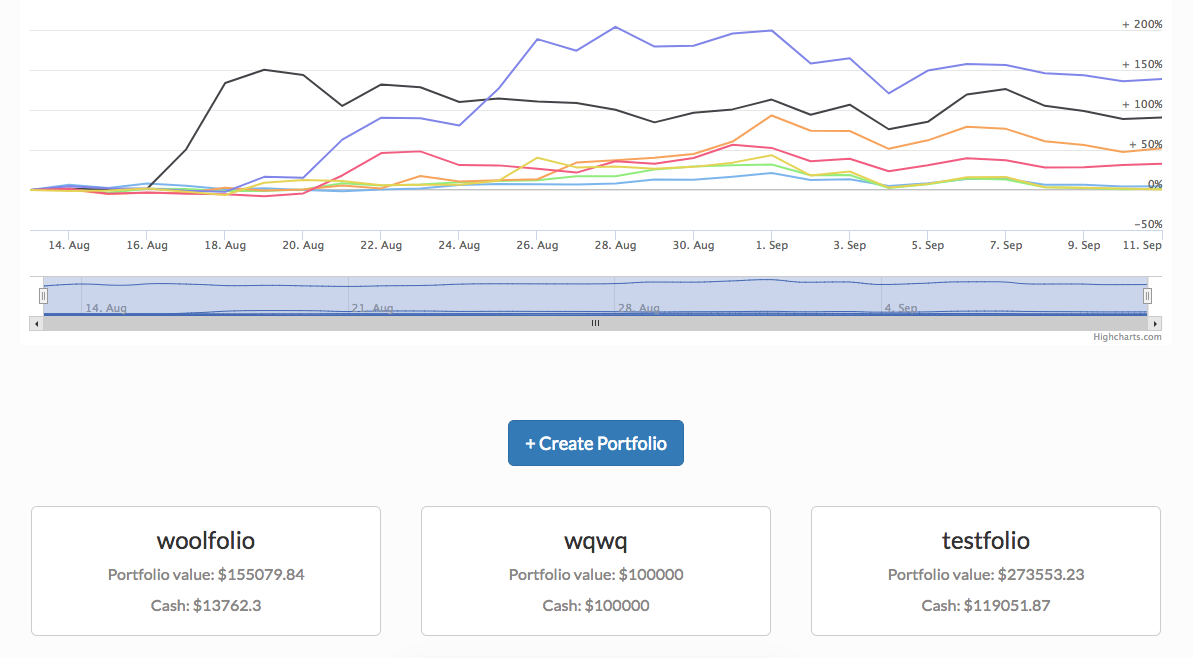 + 200%
+ 150%
+ 100%
+ 50%
0%
−50%
14. Aug 16. Aug 18. Aug 20. Aug 22. Aug 24. Aug 26. Aug 28. Aug 30. Aug 1. Sep 3. Sep 5. Sep 7. Sep 9. Sep 11. Sep
14. Aug 21. Aug 28. Aug 4. Sep
Highcharts.com
+ Create Portfolio
woolfolio
Portfolio value: $155079.84
Cash: $13762.3
wqwq
Portfolio value: $100000
Cash: $100000
testfolio
Portfolio value: $273553.23
Cash: $119051.87